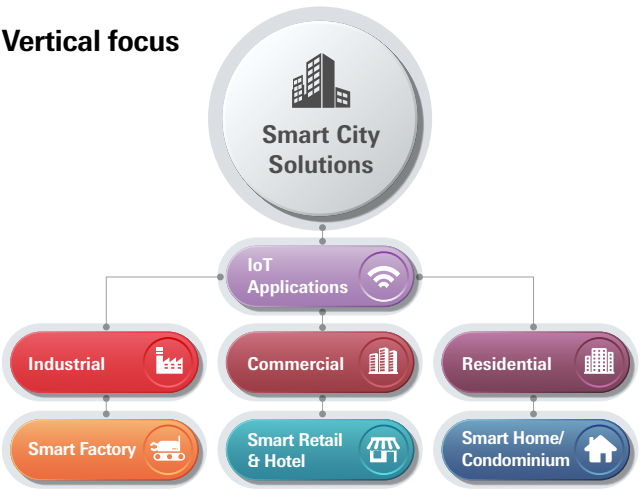 Vertical focus
Smart City
Solutions
IoT
Applications
Industrial
Commercial
Residential
Smart Factory
Smart Retail
& Hotel
Smart Home/
Condominium